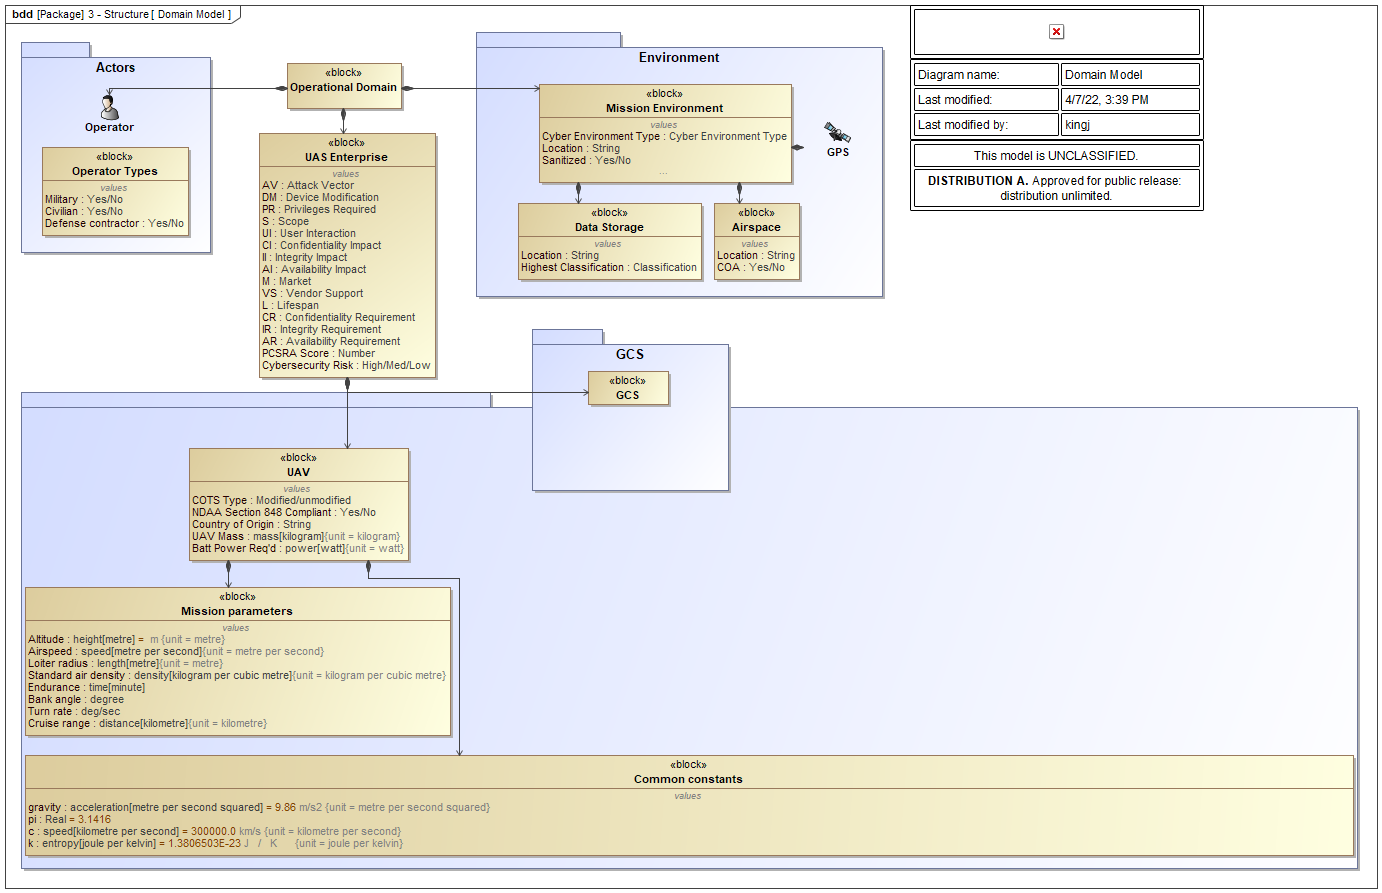 bdd [Package] 3 - Structure [ Domain Model ]
Actors
Operator
«block»
Operator Types
values
Military : Yes/No
Civilian : Yes/No
Defense contractor : Yes/No
«block»
Operational Domain
«block»
UAS Enterprise
values
AV : Attack Vector
DM : Device Modification
PR : Privileges Required
S : Scope
UI : User Interaction
CI : Confidentiality Impact
II : Integrity Impact
AI : Availability Impact
M : Market
VS : Vendor Support
L : Lifespan
CR : Confidentiality Requirement
IR : Integrity Requirement
AR : Availability Requirement
PCSRA Score : Number
Cybersecurity Risk : High/Med/Low
Environment
«block»
Mission Environment
values
Cyber Environment Type : Cyber Environment Type
Location : String
Sanitized : Yes/No
...
GPS
«block»
Data Storage
values
Location : String
Highest Classification : Classification
«block»
Airspace
values
Location : String
COA : Yes/No
Diagram name: Domain Model
Last modified: 4/7/22, 3:39 PM
Last modified by: kingj
This model is UNCLASSIFIED.
DISTRIBUTION A. Approved for public release:
distribution unlimited.
GCS
«block»
GCS
«block»
UAV
values
COTS Type : Modified/unmodified
NDAA Section 848 Compliant : Yes/No
Country of Origin : String
UAV Mass : mass[kilogram]{unit = kilogram}
Batt Power Req'd : power[watt]{unit = watt}
«block»
Mission parameters
values
Altitude : height[metre] = m {unit = metre}
Airspeed : speed[metre per second]{unit = metre per second}
Loiter radius : length[metre]{unit = metre}
Standard air density : density[kilogram per cubic metre]{unit = kilogram per cubic metre}
Endurance : time[minute]
Bank angle : degree
Turn rate : deg/sec
Cruise range : distance[kilometre]{unit = kilometre}
«block»
Common constants
values
gravity : acceleration[metre per second squared] = 9.86 m/s2 {unit = metre per second squared}
pi : Real = 3.1416
c : speed[kilometre per second] = 300000.0 km/s {unit = kilometre per second}
k : entropy[joule per kelvin] = 1.3806503E-23 J / K {unit = joule per kelvin}